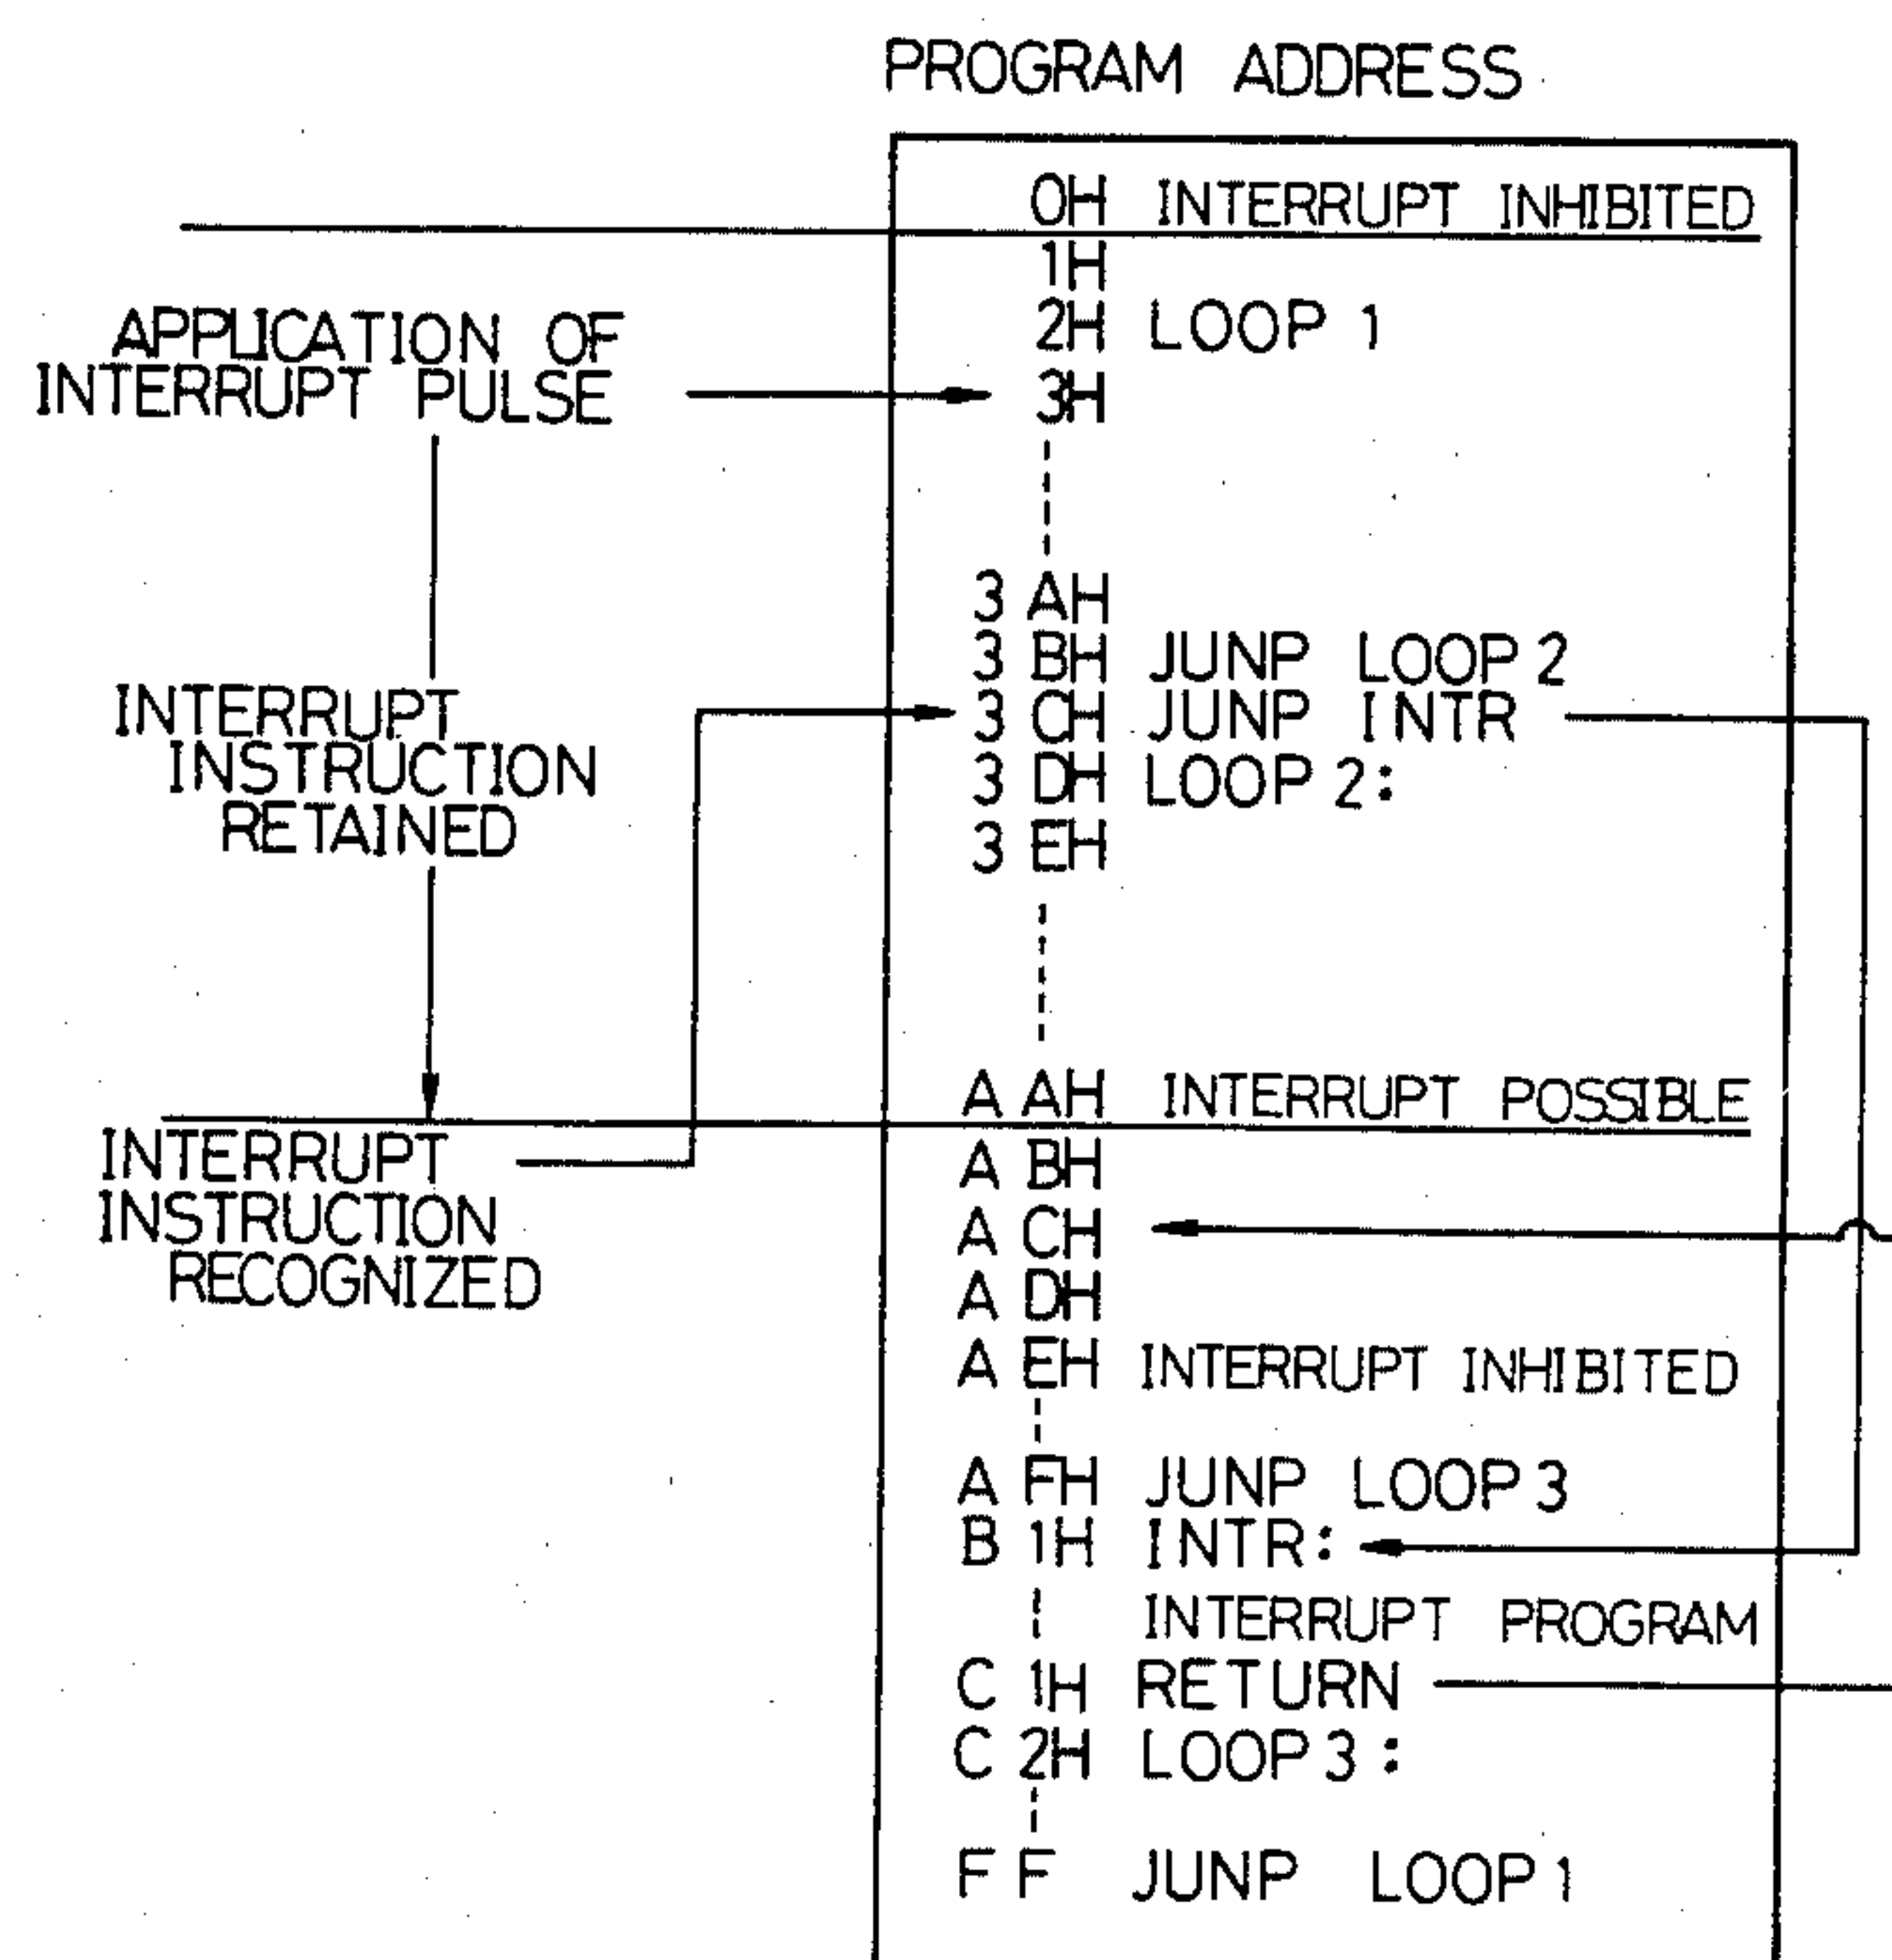 PROGRAM ADDRESS
0H INTERRUPT INHIBITED
1H
2H LOOP 1
APPLICATION OF
INTERRUPT PULSE
3H
3 AH
3 BH JUNP LOOP 2
INTERRUPT
INSTRUCTION
RETAINED
3 CH JUNP INTR
3 DH LOOP 2:
3 EH
A AH INTERRUPT POSSIBLE
INTERRUPT
INSTRUCTION
RECOGNIZED
A BH
A CH
A DH
A EH INTERRUPT INHIBITED
A FH JUNP LOOP 3
B 1H INTR:
INTERRUPT PROGRAM
C 1H RETURN
C 2H LOOP 3 :
F F JUNP LOOP 1